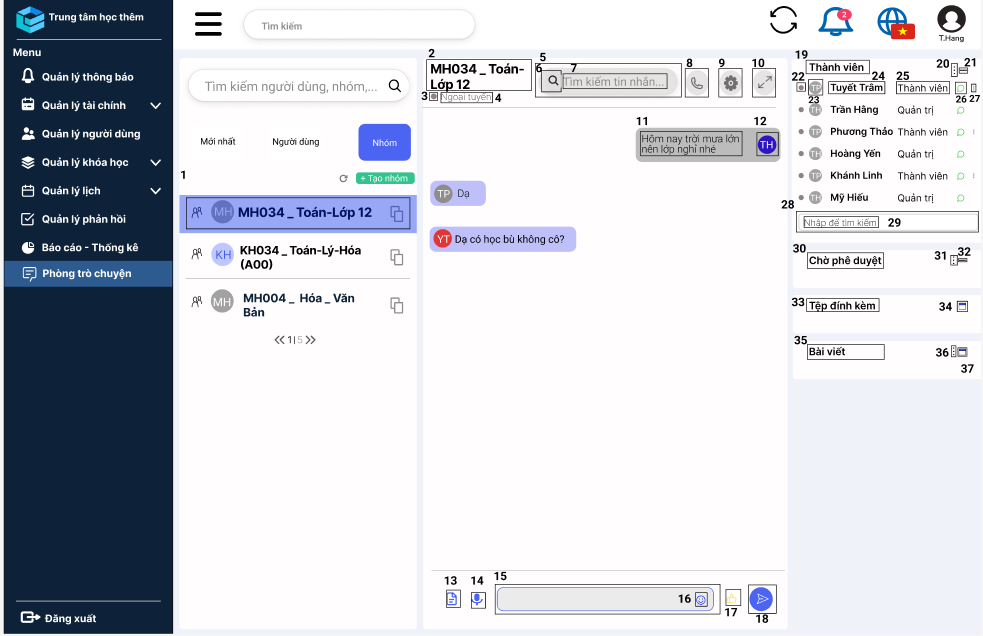 Trung tâm học thêm
Menu
Quản lý thông báo
Quản lý tài chính
Quản lý người dùng
Quản lý khóa học
Quản lý lịch
Quản lý phản hồi
Báo cáo - Thống kê
Phòng trò chuyện
Đăng xuất
Tìm kiếm
2
T.Hang
Tìm kiếm người dùng, nhóm,...
Mới nhất
Người dùng
Nhóm
1
+ Tạo nhóm
MH
MH034 _ Toán-Lớp 12
KH
KH034 _ Toán-Lý-Hóa
(A00)
MH
MH004 _ Hóa _ Văn
Bản
1 | 5
2
MH034 _ Toán-
Lớp 12
3
Ngoại tuyến
4
5
6
7
Tìm kiếm tin nhắn...
8
9
10
11
12
Hôm nay trời mưa lớn
nên lớp nghỉ nhé
TH
TP
Dạ
YT
Dạ có học bù không cô?
13
14
15
16
17
18
19
Thành viên
20
21
22
24
25
TP
Tuyết Trâm
Thành viên
23
26
27
TH
Trần Hằng
Quản trị
TP
Phương Thảo
Thành viên
TH
Hoàng Yến
Quản trị
TP
Khánh Linh
Thành viên
TH
Mỹ Hiếu
Quản trị
28
Nhập để tìm kiếm
29
30
Chờ phê duyệt
31
32
33
Tệp đính kèm
34
35
Bài viết
36
37